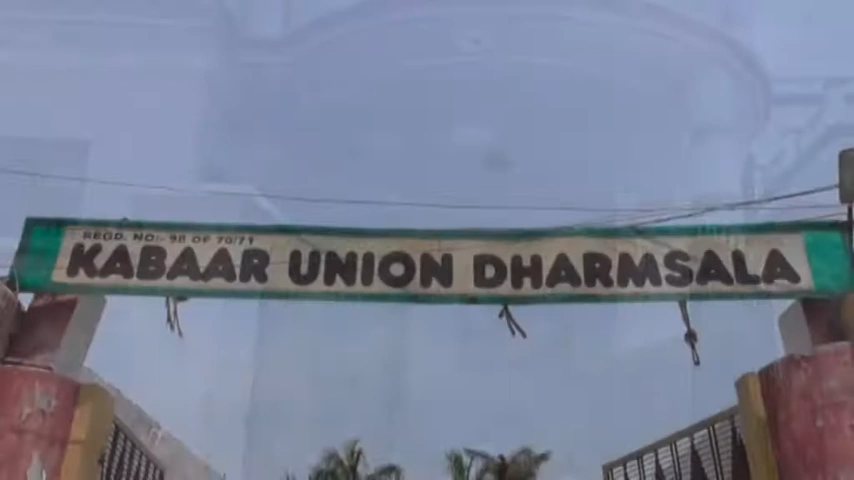 REGD. NO:- 98 OF 70/71
KABAAR UNION DHARMSALA